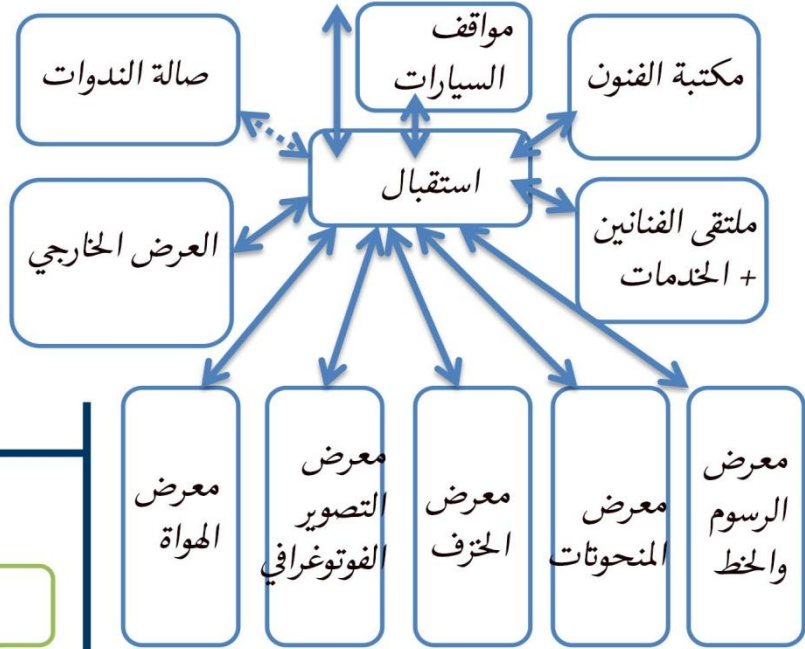 مواقف
السيارات
مكتبة الفنون
صالة الندوات
استقبال
ملتقى الفنانين
+ الخدمات
العرض الخارجي
معرض
الرسوم
والخط
معرض
المنحوتات
معرض
الخزف
معرض
التصوير
الفوتوغرافي
معرض
الهواة